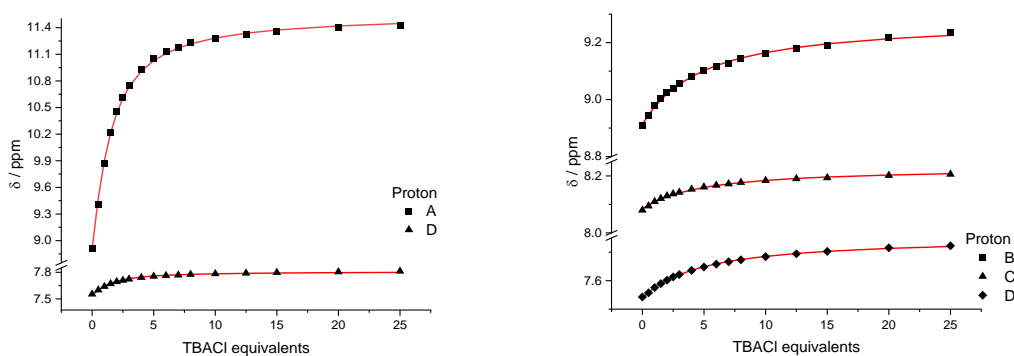 11.4
11.1
10.8
10.5
10.2
9.9
9.6
9.3
9.0
7.8
7.5
δ / ppm
Proton
A
D
0 5 10 15 20 25
TBACl equivalents
9.2
9.0
8.8
8.2
8.0
7.6
δ / ppm
Proton
B
C
D
0 5 10 15 20 25
TBACl equivalents